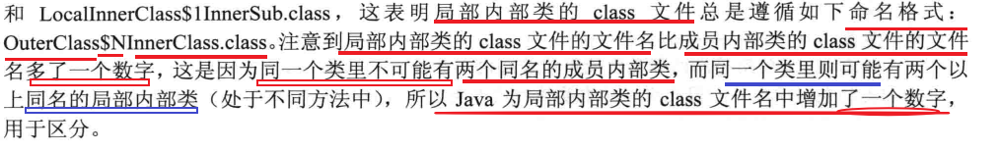 和 LocalInnerClass$1InnerSub.class，这表明局部内部类的 class 文件总是遵循如下命名格式：
OuterClass$NInnerClass.class。注意到局部内部类的 class 文件的文件名比成员内部类的 class 文件的文件
名多了一个数字，这是因为同一个类里不可能有两个同名的成员内部类，而同一个类里则可能有两个以
上同名的局部内部类（处于不同方法中），所以 Java 为局部内部类的 class 文件名中增加了一个数字，
用于区分。